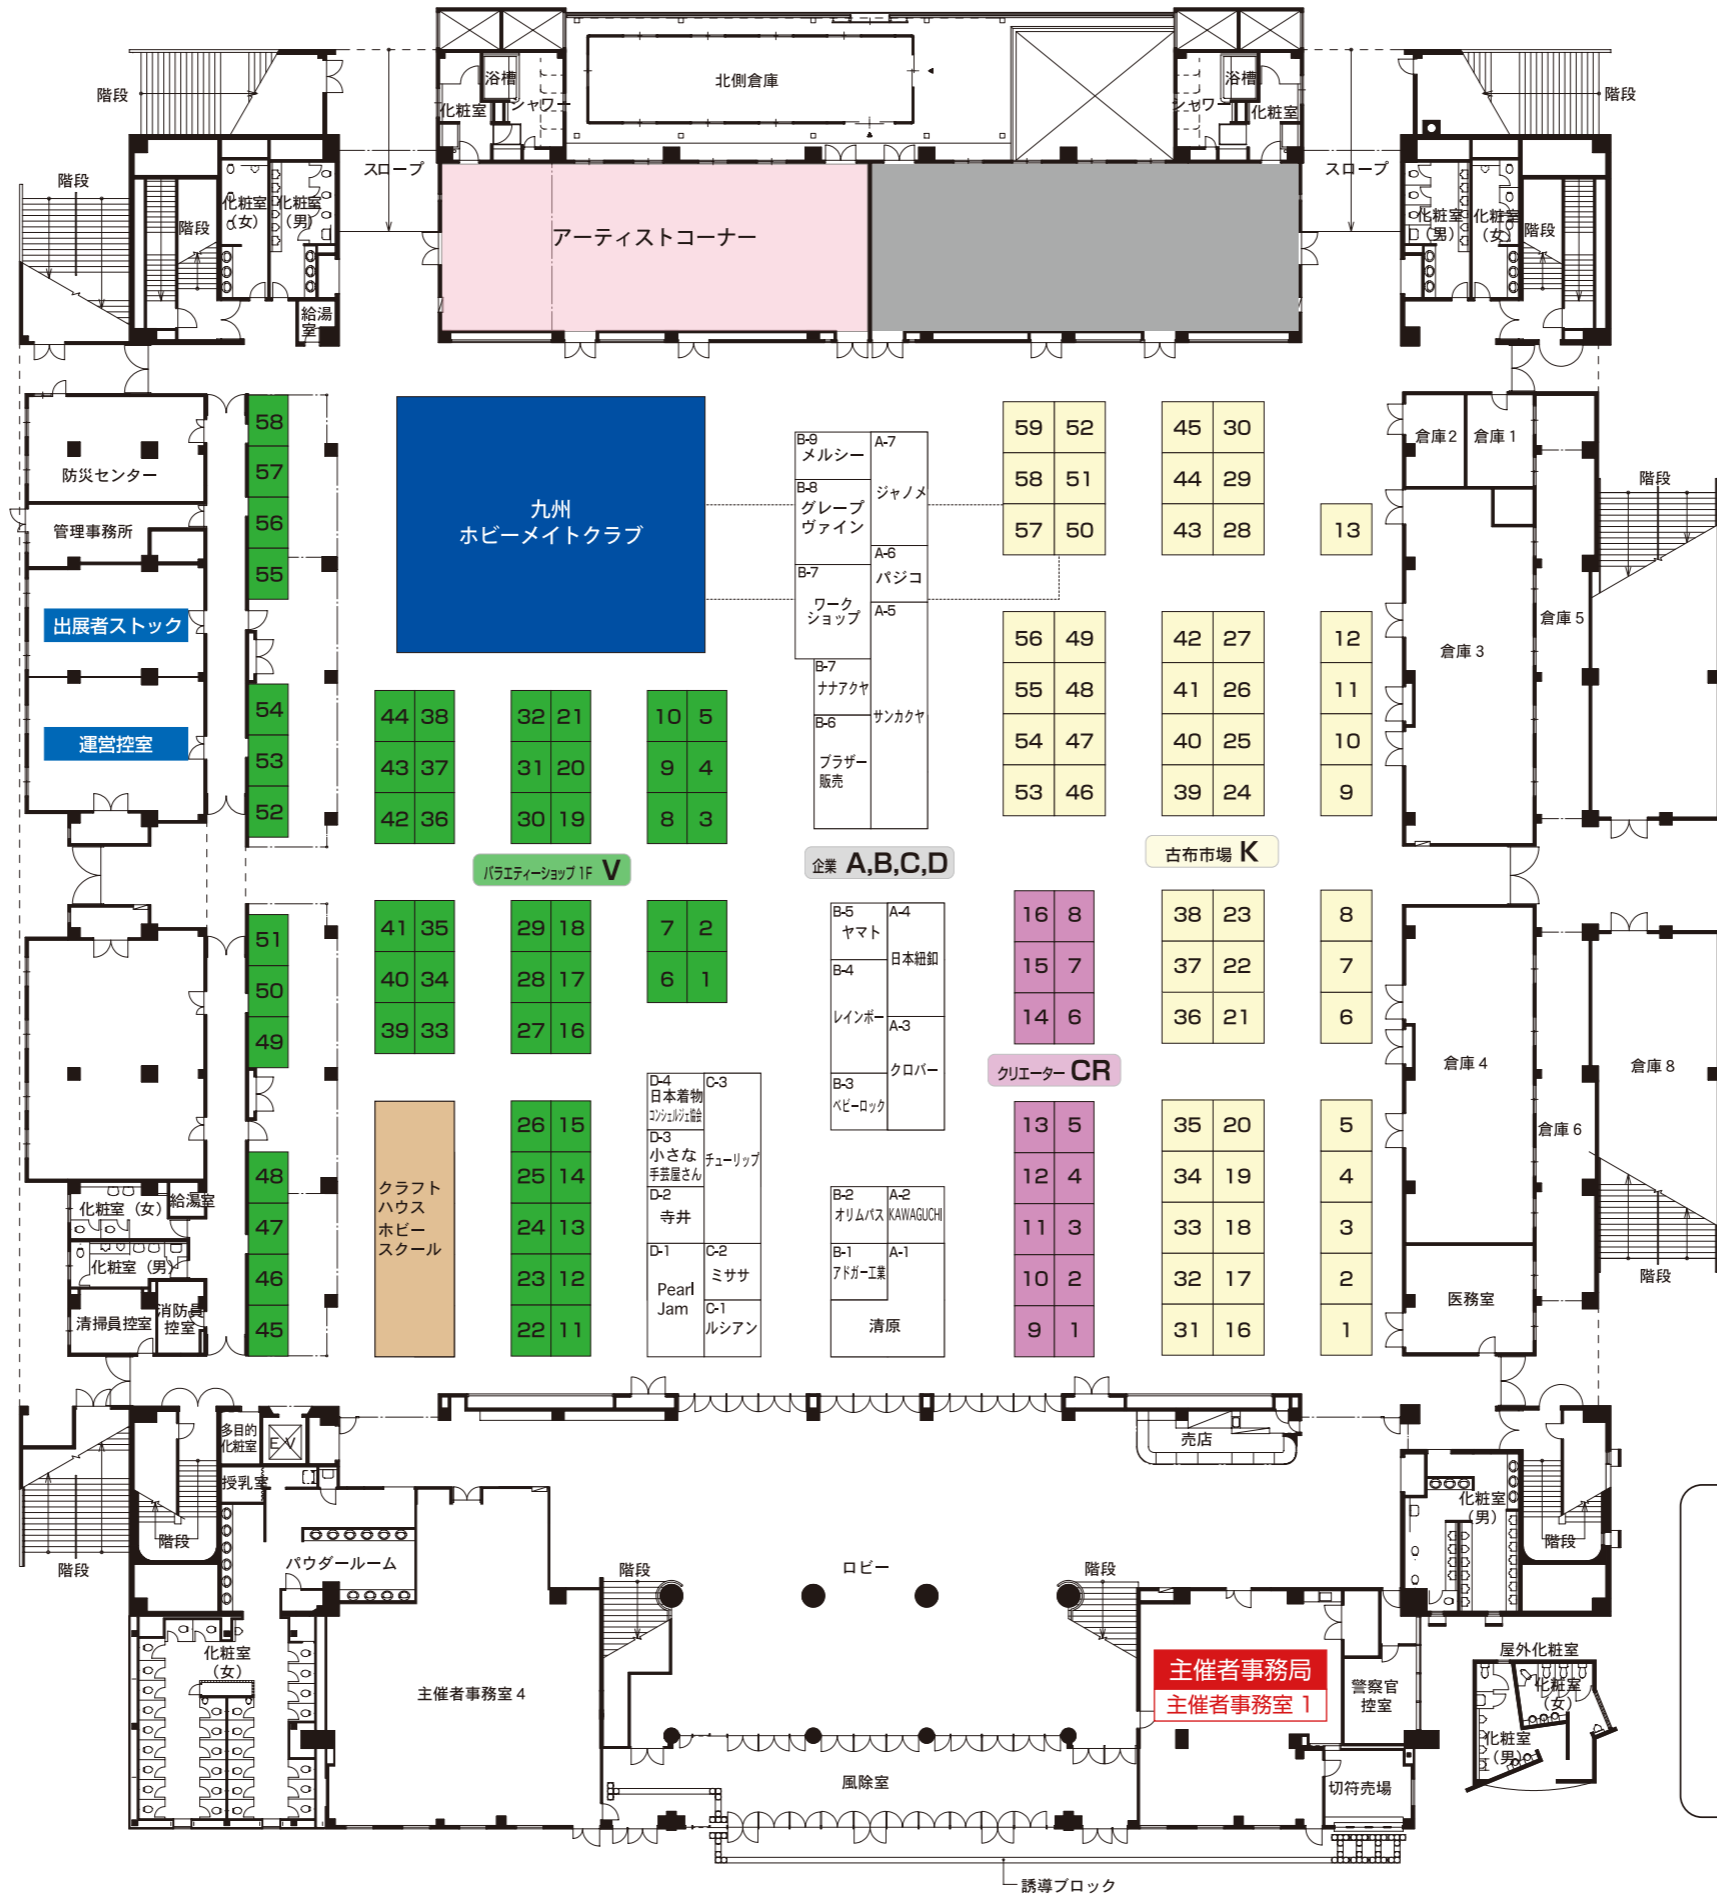 浴槽
北側倉庫
浴槽
階段
化粧室
シャワー
シャワー
化粧室
階段
スロープ
スロープ
階段
化粧室
(女)
化粧室
(男)
階段
アーティストコーナー
化粧室
(男)
化粧室
(女)
階段
給湯
室
58
57
56
55
防災センター
管理事務所
出展者ストック
運営控室
54
53
52
九州
ホビーメイトクラブ
B-9
メルシー
A-7
ジャノメ
B-8
グレープ
ヴァイン
A-6
パジコ
B-7
ワーク
ショップ
A-5
サンカクヤ
B-7
ナナアクヤ
B-6
ブラザー
販売
59 52
58 51
57 50
45 30
44 29
43 28
13
倉庫2
倉庫1
階段
倉庫3
倉庫5
44 38
43 37
42 36
32 21
31 20
30 19
10 5
9 4
8 3
56 49
55 48
54 47
53 46
42 27
41 26
40 25
39 24
12
11
10
9
バラエティーショップ 1F V
企業 A,B,C,D
古布市場 K
51
50
49
41 35
40 34
39 33
29 18
28 17
27 16
7 2
6 1
B-5
ヤマト
A-4
日本紐釦
B-4
レインボー
A-3
クロバー
B-3
ベビーロック
16 8
15 7
14 6
38 23
37 22
36 21
8
7
6
クリエーター CR
倉庫4
倉庫8
倉庫6
48
47
46
45
化粧室(女)
給湯室
化粧室(男)
清掃員控室
消防員
控室
クラフト
ハウス
ホビー
スクール
26 15
25 14
24 13
23 12
22 11
D-4
日本着物
コンシェルジェ協会
C-3
チューリップ
D-3
小さな
手芸屋さん
D-2
寺井
D-1
Pearl
Jam
C-2
ミササ
C-1
ルシアン
B-2
オリムパス
A-2
KAWAGUCHI
B-1
アドガー工業
A-1
清原
13 5
12 4
11 3
10 2
9 1
35 20
34 19
33 18
32 17
31 16
5
4
3
2
1
医務室
階段
多目的
化粧室
EV
授乳室
階段
階段
パウダールーム
売店
化粧室
(男)
階段
階段
ロビー
階段
化粧室
(女)
主催者事務室4
主催者事務局
主催者事務室 1
警察官
控室
屋外化粧室
化粧室
(女)
化粧室
(男)
風除室
切符売場
誘導ブロック